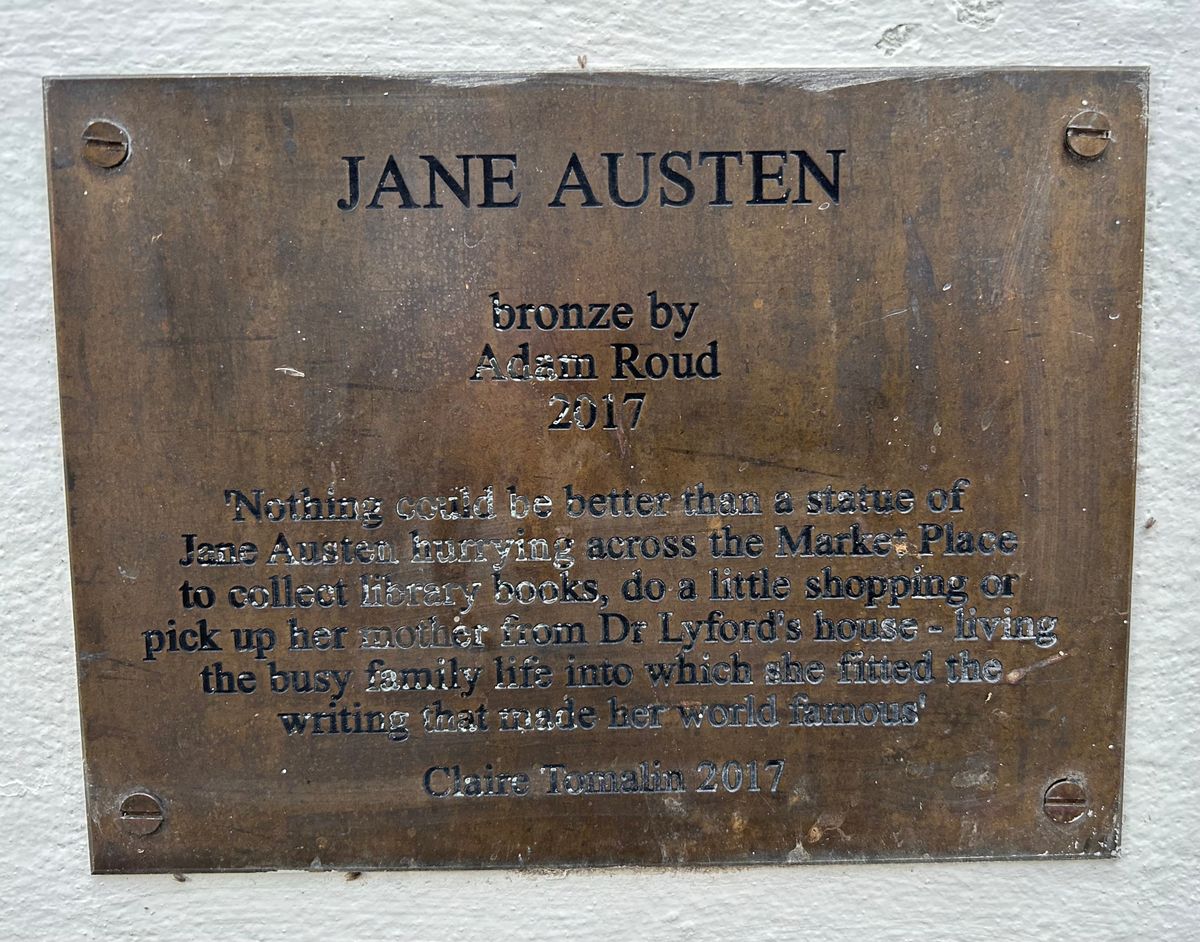 JANE AUSTEN
bronze by
Adam Roud
2017
'Nothing could be better than a statue of
Jane Austen hurrying across the Market Place
to collect library books, do a little shopping or
pick up her mother from Dr Lyford's house - living
the busy family life into which she fitted the
writing that made her world famous'
Claire Tomalin 2017